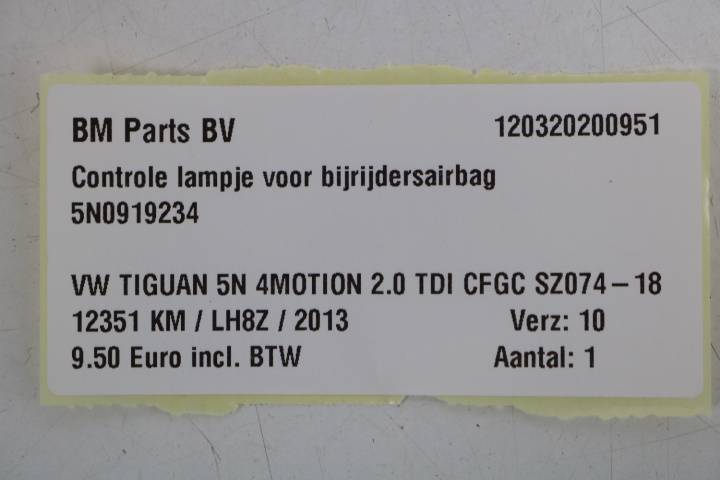 BM Parts BV 120320200951
Controle lampje voor bijrijdersairbag
5N0919234
VW TIGUAN 5N 4MOTION 2.0 TDI CFGC SZ074-18
12351 KM / LH8Z / 2013 Verz: 10
9.50 Euro incl. BTW Aantal: 1